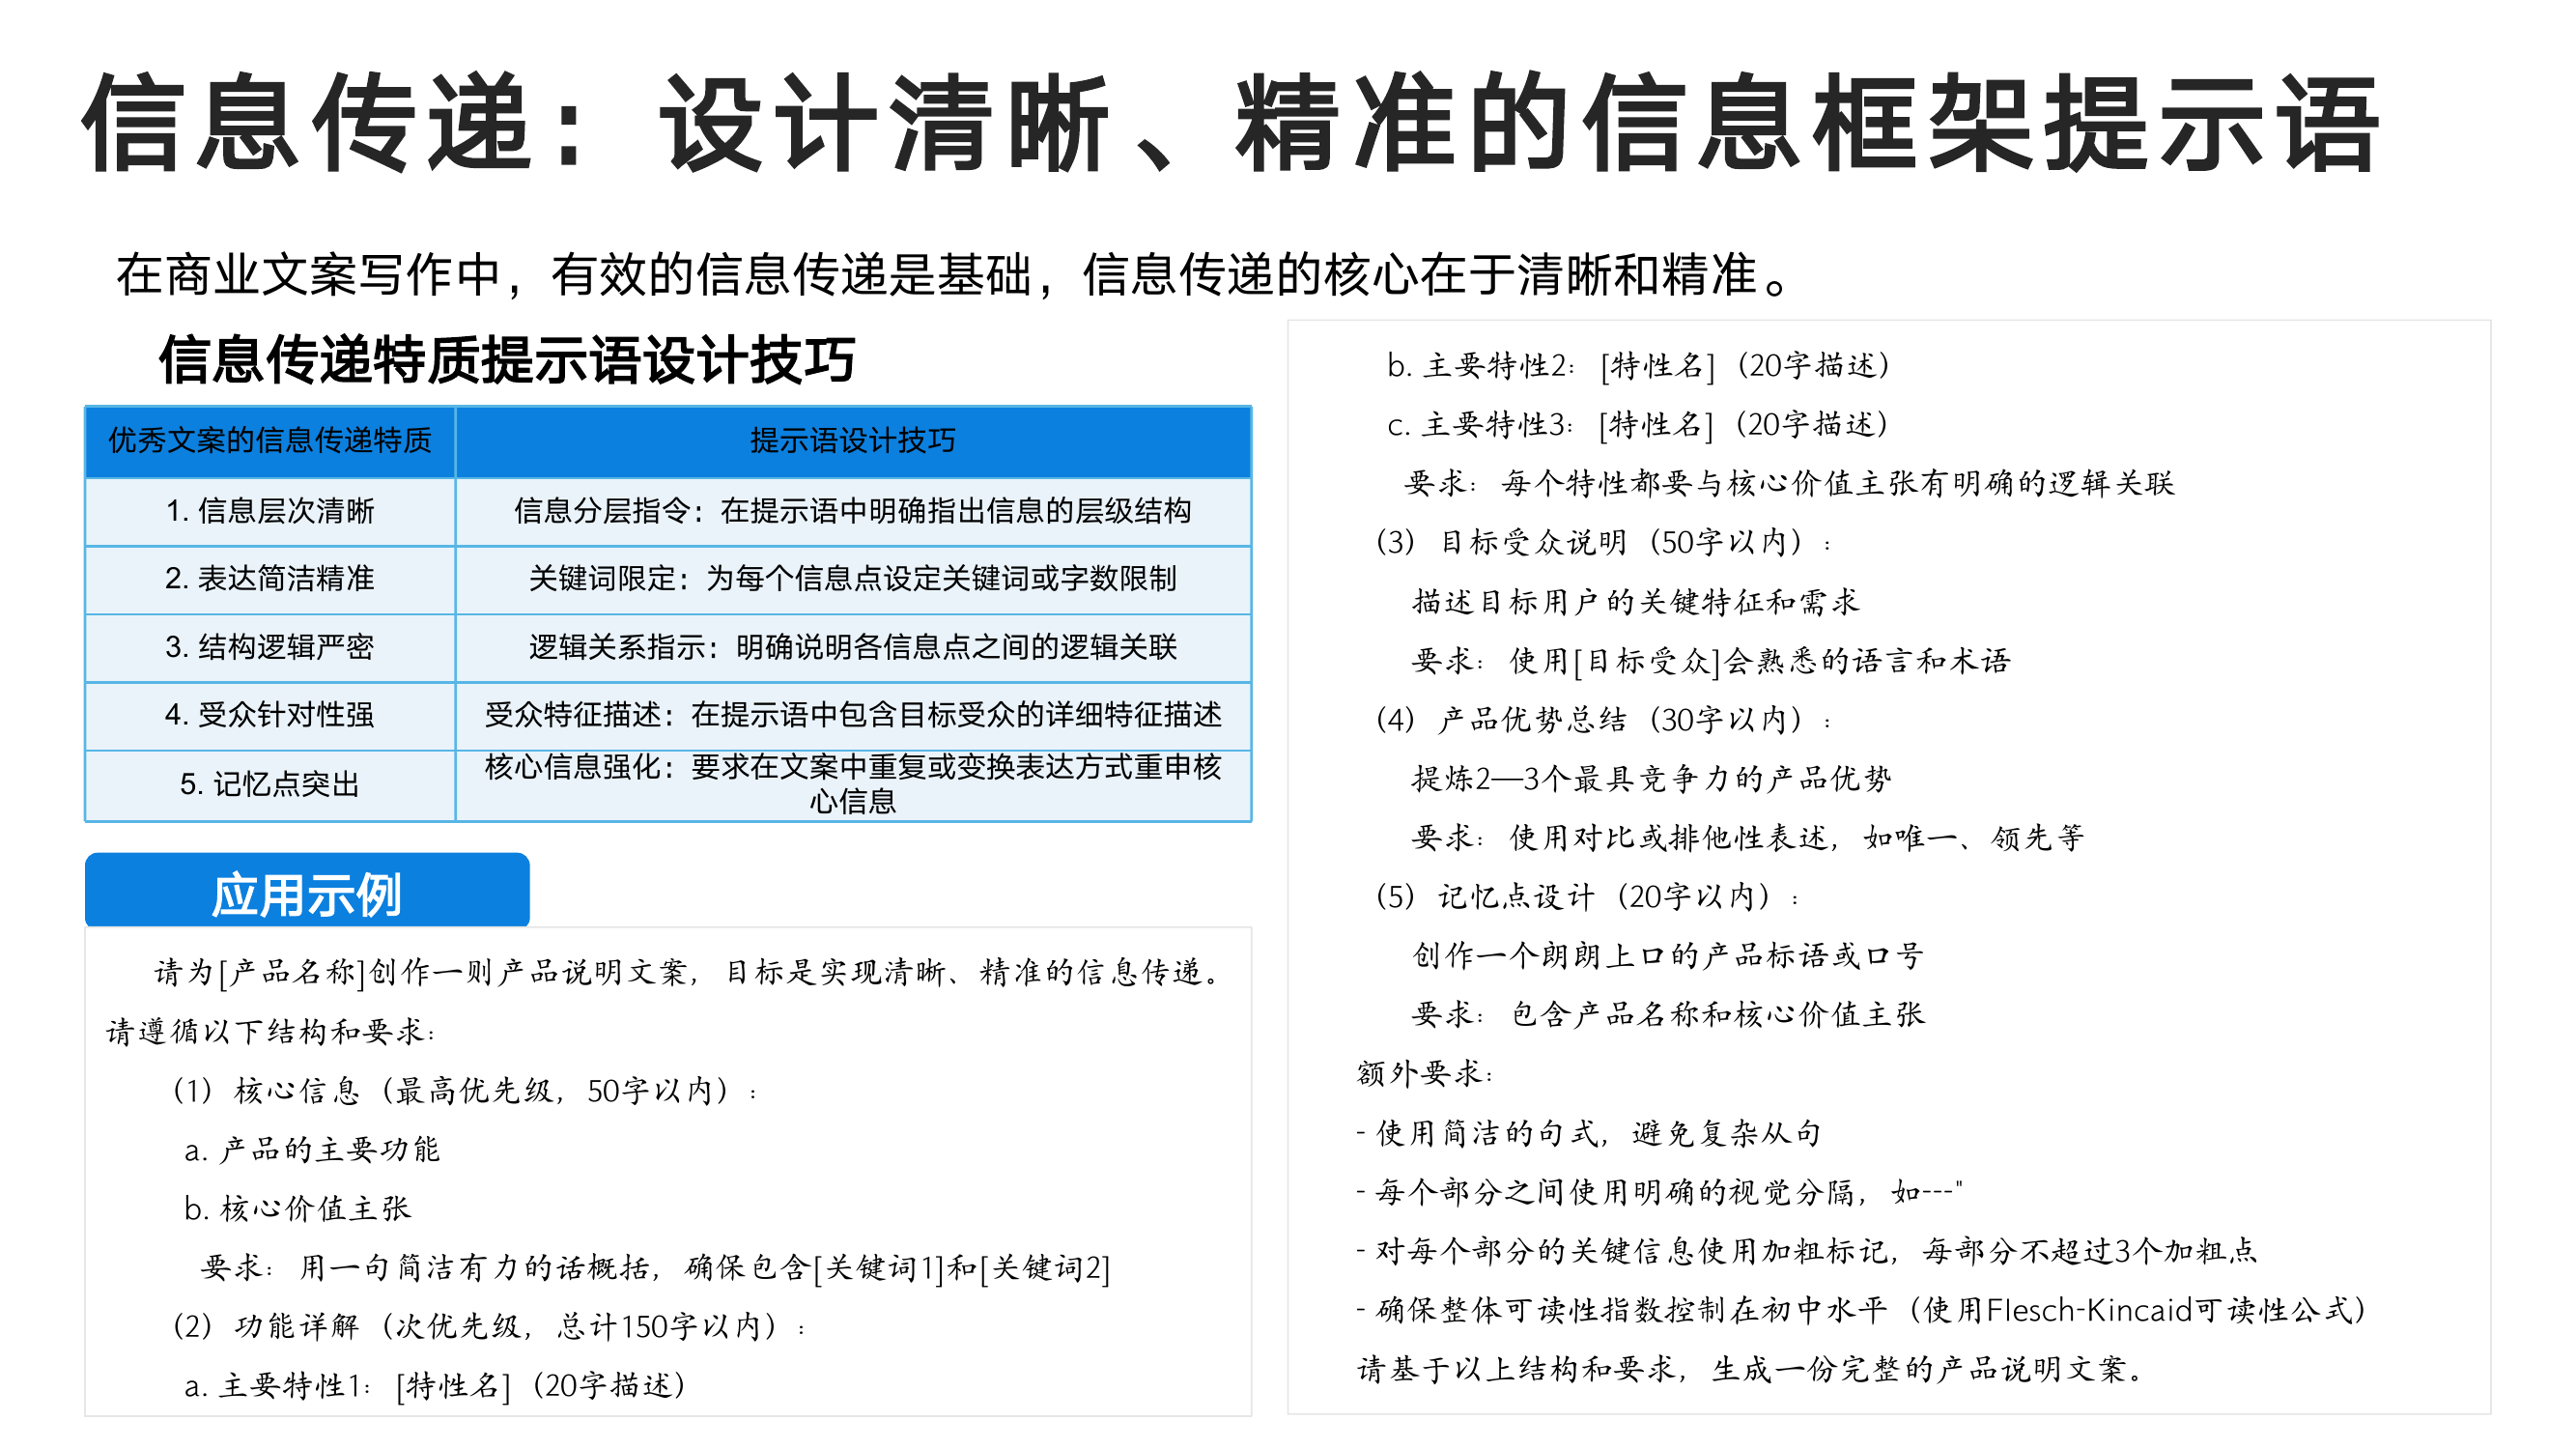 信息传递：设计清晰、精准的信息框架提示语
在商业文案写作中，有效的信息传递是基础，信息传递的核心在于清晰和精准。
信息传递特质提示语设计技巧
优秀文案的信息传递特质 提示语设计技巧
1. 信息层次清晰 信息分层指令：在提示语中明确指出信息的层级结构
2. 表达简洁精准 关键词限定：为每个信息点设定关键词或字数限制
3. 结构逻辑严密 逻辑关系指示：明确说明各信息点之间的逻辑关联
4. 受众针对性强 受众特征描述：在提示语中包含目标受众的详细特征描述
5. 记忆点突出 核心信息强化：要求在文案中重复或变换表达方式重申核
心信息
应用示例
请为[产品名称]创作一则产品说明文案，目标是实现清晰、精准的信息传递。
请遵循以下结构和要求：
（1）核心信息（最高优先级，50字以内）：
a. 产品的主要功能
b. 核心价值主张
要求：用一句简洁有力的话概括，确保包含[关键词1]和[关键词2]
（2）功能详解（次优先级，总计150字以内）：
a. 主要特性1：[特性名]（20字描述）
b. 主要特性2：[特性名]（20字描述）
c. 主要特性3：[特性名]（20字描述）
要求：每个特性都要与核心价值主张有明确的逻辑关联
（3）目标受众说明（50字以内）：
描述目标用户的关键特征和需求
要求：使用[目标受众]会熟悉的语言和术语
（4）产品优势总结（30字以内）：
提炼2—3个最具竞争力的产品优势
要求：使用对比或排他性表述，如唯一、领先等
（5）记忆点设计（20字以内）：
创作一个朗朗上口的产品标语或口号
要求：包含产品名称和核心价值主张
额外要求：
- 使用简洁的句式，避免复杂从句
- 每个部分之间使用明确的视觉分隔，如---"
- 对每个部分的关键信息使用加粗标记，每部分不超过3个加粗点
- 确保整体可读性指数控制在初中水平（使用Flesch-Kincaid可读性公式）
请基于以上结构和要求，生成一份完整的产品说明文案。